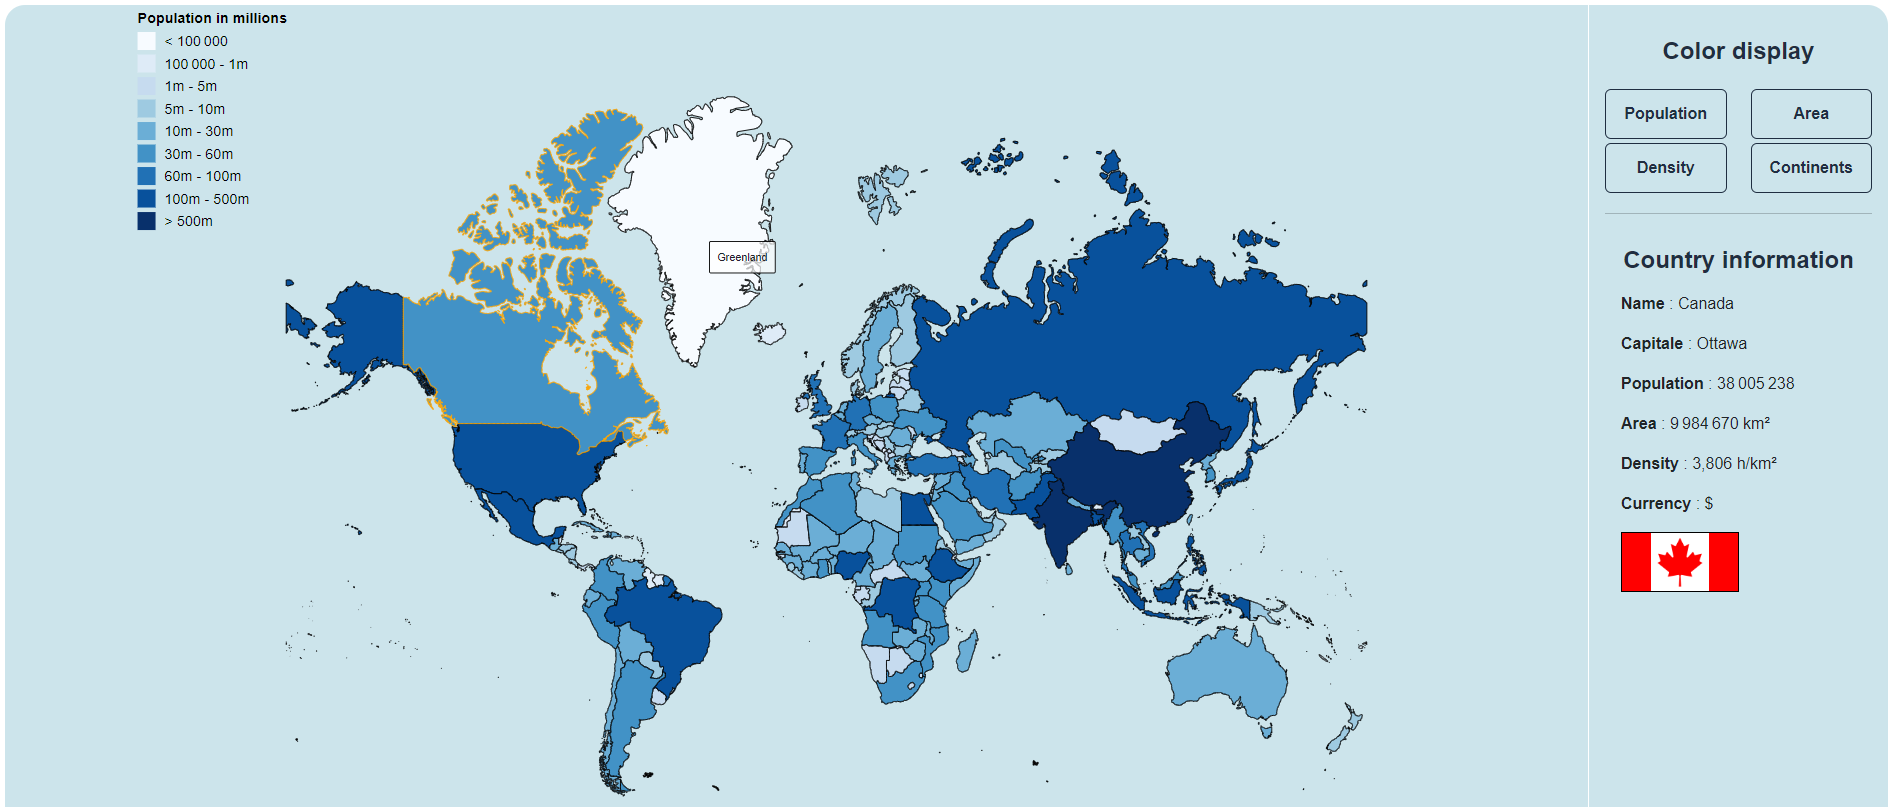 Population in millions
< 100 000
100 000 - 1m
1m - 5m
5m - 10m
10m - 30m
30m - 60m
60m - 100m
100m - 500m
> 500m
Greenland
Color display
Population
Area
Density
Continents
Country information
Name : Canada
Capitale : Ottawa
Population : 38 005 238
Area : 9 984 670 km²
Density : 3,806 h/km²
Currency : $